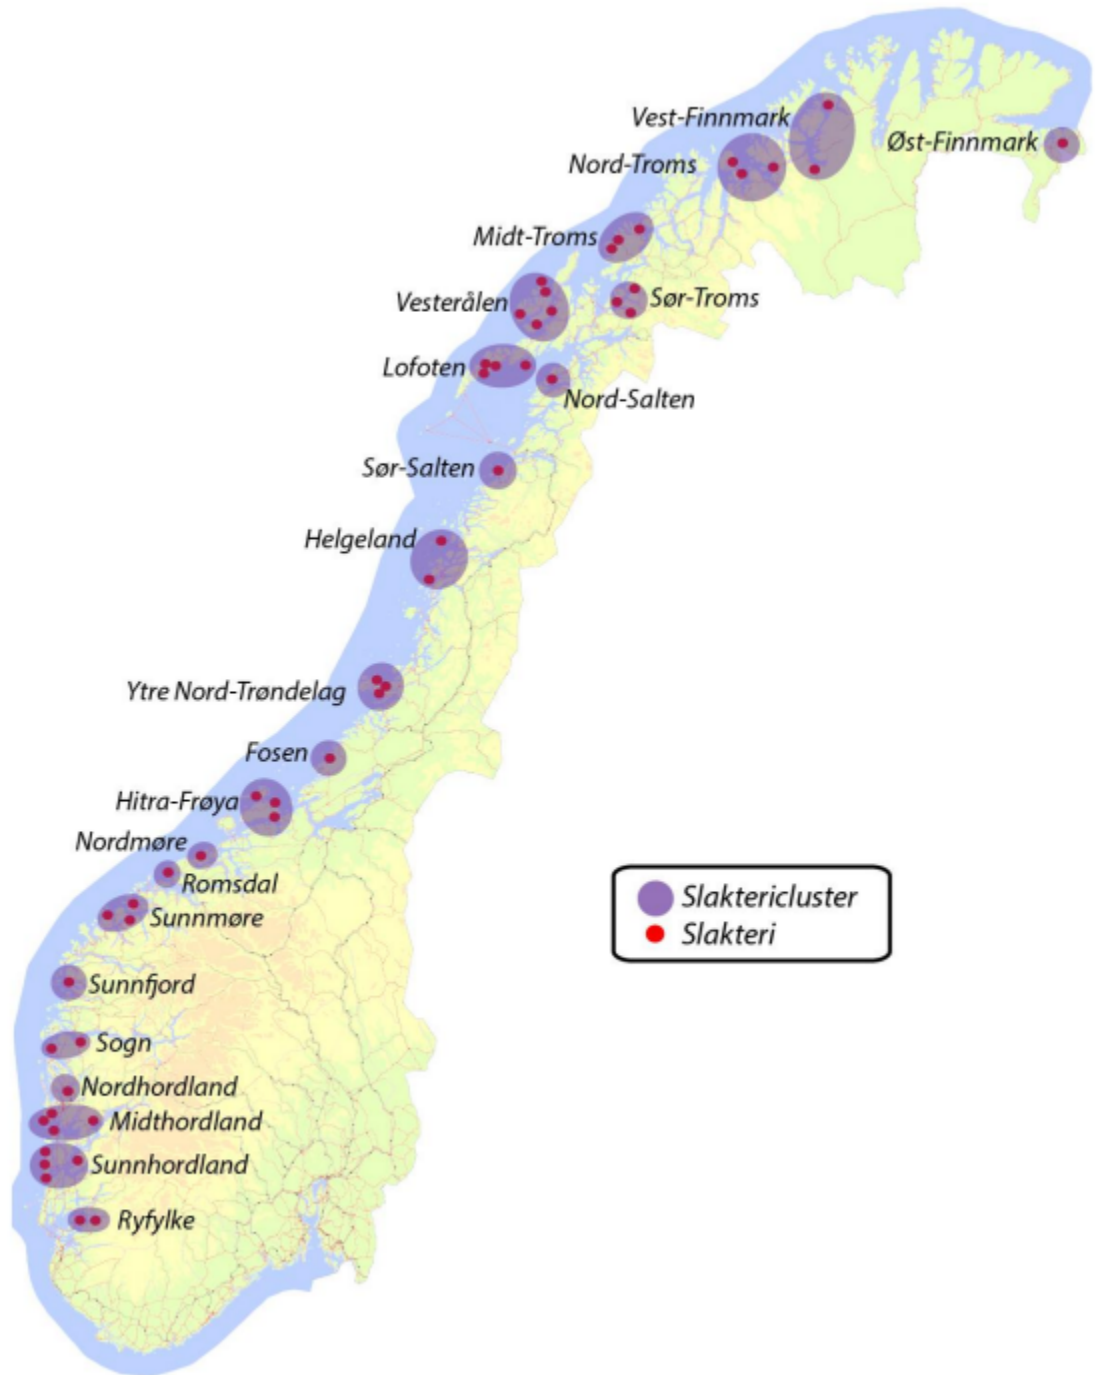 Vest-Finnmark
Øst-Finnmark
Nord-Troms
Midt-Troms
Vesterålen
Sør-Troms
Lofoten
Nord-Salten
Sør-Salten
Helgeland
Ytre Nord-Trøndelag
Fosen
Hitra-Frøya
Nordmøre
Romsdal
Slaktericluster
Sunnmøre
Slakteri
Sunnfjord
Sogn
Nordhordland
Midthordland
Sunnhordland
Ryfylke